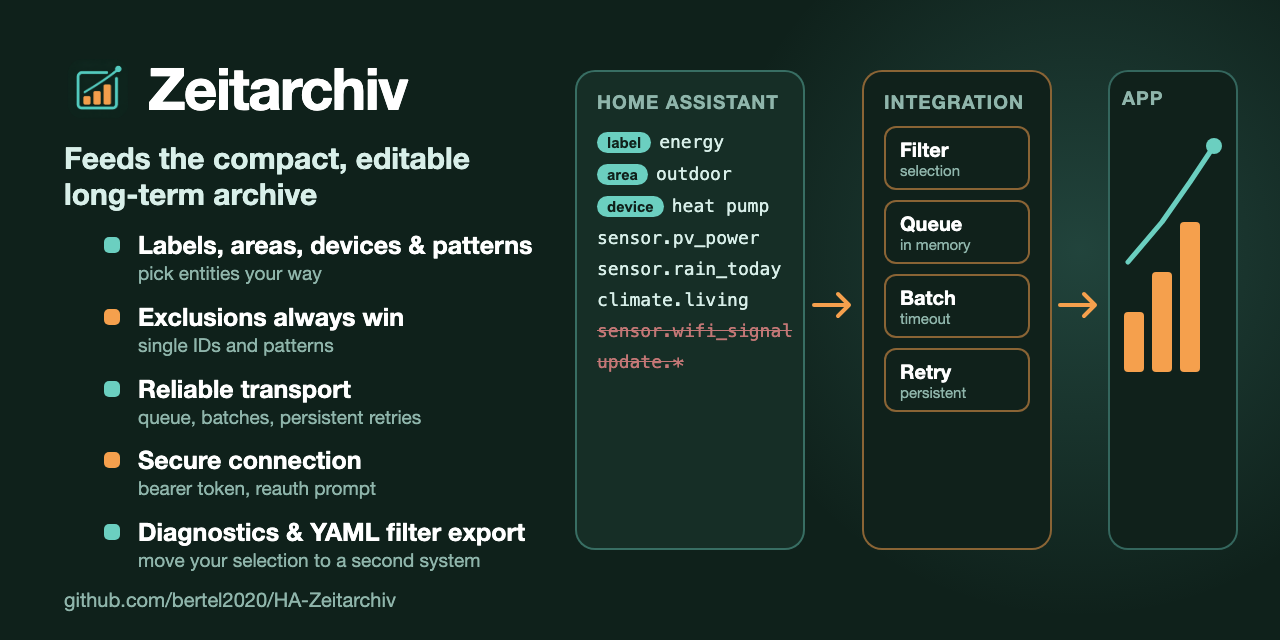 Zeitarchiv
Feeds the compact, editable
long-term archive
Labels, areas, devices & patterns
pick entities your way
Exclusions always win
single IDs and patterns
Reliable transport
queue, batches, persistent retries
Secure connection
bearer token, reauth prompt
Diagnostics & YAML filter export
move your selection to a second system
github.com/bertel2020/HA-Zeitarchiv
HOME ASSISTANT
label energy
area outdoor
device heat pump
sensor.pv_power
sensor.rain_today
climate.living
sensor.wifi_signal
update.*
INTEGRATION
Filter
selection
Queue
in memory
Batch
timeout
Retry
persistent
APP